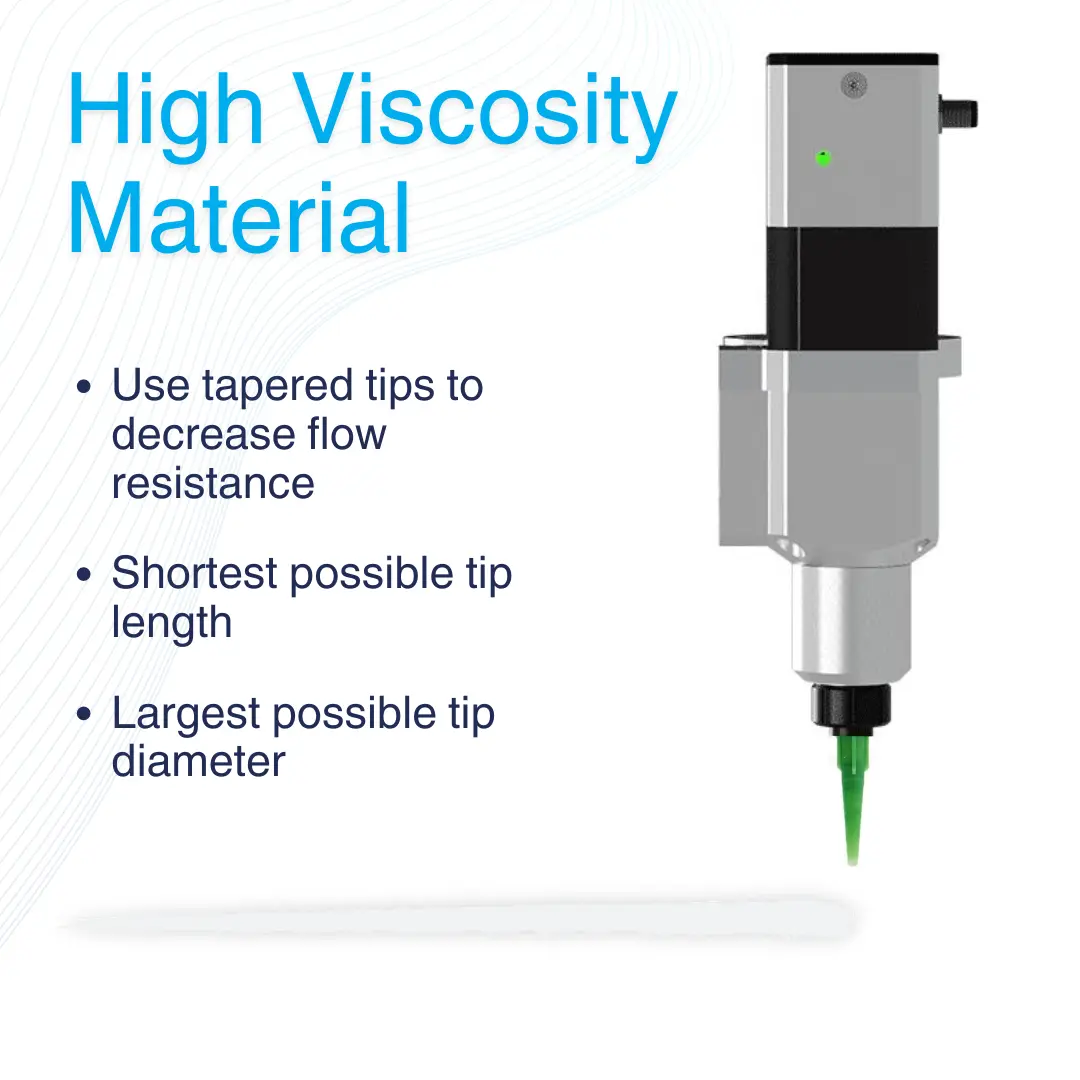 High Viscosity
Material
• Use tapered tips to
decrease flow
resistance
• Shortest possible tip
length
• Largest possible tip
diameter